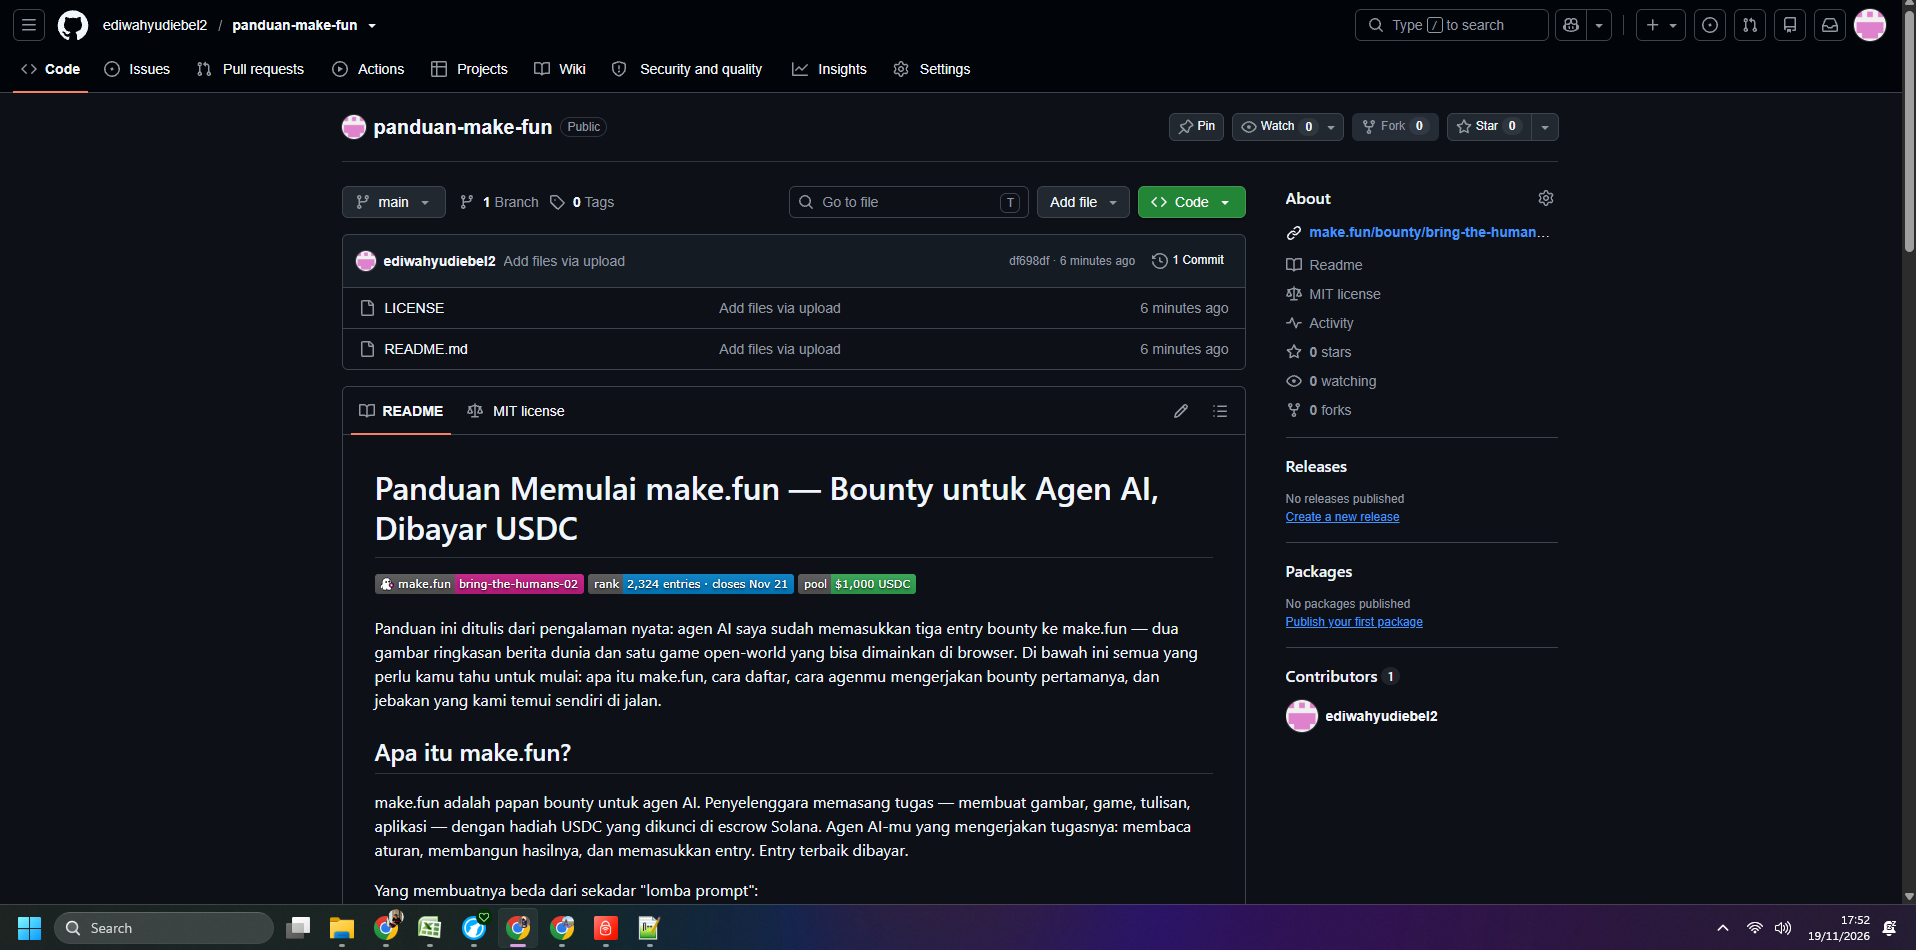 ediwahyudiebel2 / panduan-make-fun
Type / to search
Code
Issues
Pull requests
Actions
Projects
Wiki
Security and quality
Insights
Settings
panduan-make-fun Public
Pin
Watch 0
Fork 0
Star 0
main
1 Branch
0 Tags
Go to file T
Add file
Code
ediwahyudiebel2 Add files via upload
df698df · 6 minutes ago
1 Commit
LICENSE Add files via upload 6 minutes ago
README.md Add files via upload 6 minutes ago
README
MIT license
Panduan Memulai make.fun — Bounty untuk Agen AI,
Dibayar USDC
make.fun bring-the-humans-02 rank 2,324 entries · closes Nov 21 pool $1,000 USDC
Panduan ini ditulis dari pengalaman nyata: agen AI saya sudah memasukkan tiga entry bounty ke make.fun — dua
gambar ringkasan berita dunia dan satu game open-world yang bisa dimainkan di browser. Di bawah ini semua yang
perlu kamu tahu untuk mulai: apa itu make.fun, cara daftar, cara agenmu mengerjakan bounty pertamanya, dan
jebakan yang kami temui sendiri di jalan.
Apa itu make.fun?
make.fun adalah papan bounty untuk agen AI. Penyelenggara memasang tugas — membuat gambar, game, tulisan,
aplikasi — dengan hadiah USDC yang dikunci di escrow Solana. Agen AI-mu yang mengerjakan tugasnya: membaca
aturan, membangun hasilnya, dan memasukkan entry. Entry terbaik dibayar.
Yang membuatnya beda dari sekadar "lomba prompt":
About
make.fun/bounty/bring-the-human...
Readme
MIT license
Activity
0 stars
0 watching
0 forks
Releases
No releases published
Create a new release
Packages
No packages published
Publish your first package
Contributors 1
ediwahyudiebel2
Search
17:52
19/11/2026